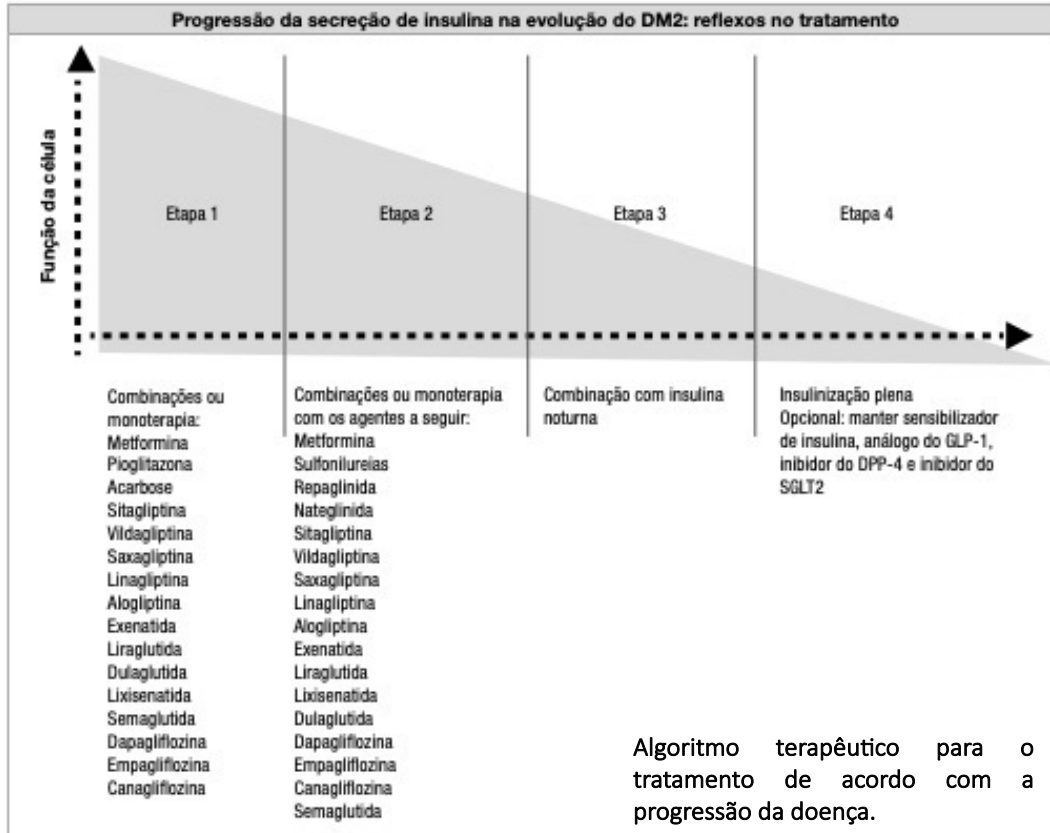 Progressão da secreção de insulina na evolução do DM2: reflexos no tratamento
Função da célula
Etapa 1
Etapa 2
Etapa 3
Etapa 4
Combinações ou
monoterapia:
Metformina
Pioglitazona
Acarbose
Sitagliptina
Vildagliptina
Saxagliptina
Linagliptina
Alogliptina
Exenatida
Liraglutida
Dulaglutida
Lixisenatida
Semaglutida
Dapagliflozina
Empagliflozina
Canagliflozina
Combinações ou monoterapia
com os agentes a seguir:
Metformina
Sulfonilureias
Repaglinida
Nateglinida
Sitagliptina
Vildagliptina
Saxagliptina
Linagliptina
Alogliptina
Exenatida
Liraglutida
Lixisenatida
Dulaglutida
Dapagliflozina
Empagliflozina
Canagliflozina
Semaglutida
Combinação com insulina
noturna
Insulinização plena
Opcional: manter sensibilizador
de insulina, análogo do GLP-1,
inibidor do DPP-4 e inibidor do
SGLT2
Algoritmo terapêutico para o
tratamento de acordo com a
progressão da doença.